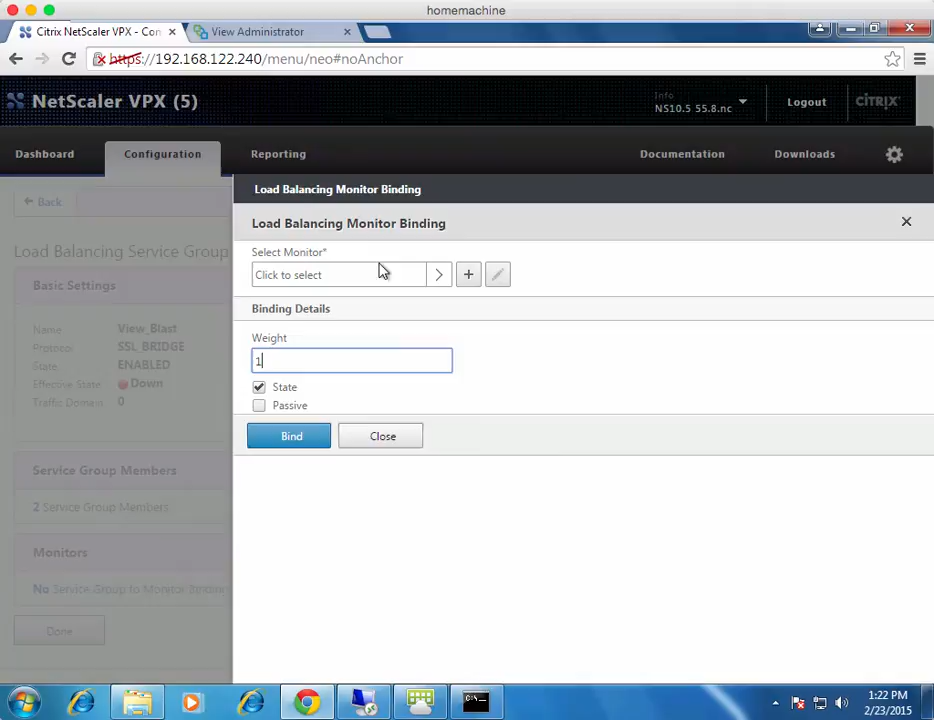 homemachine
Citrix NetScaler VPX - Con
View Administrator
https://192.168.122.240/menu/neo#noAnchor
NetScaler VPX (5)
Info
NS10.5 55.8.nc
Logout
CITRIX
Dashboard
Configuration
Reporting
Documentation
Downloads
Back
Load Balancing Service Group
Basic Settings
Name View_Blast
Protocol SSL_BRIDGE
State ENABLED
Effective State Down
Traffic Domain 0
Service Group Members
2 Service Group Members
Monitors
No Service Group to Monitor Binding
Done
Load Balancing Monitor Binding
Load Balancing Monitor Binding
Select Monitor*
Click to select
Binding Details
Weight
1
State
Passive
Bind
Close
1:22 PM
2/23/2015